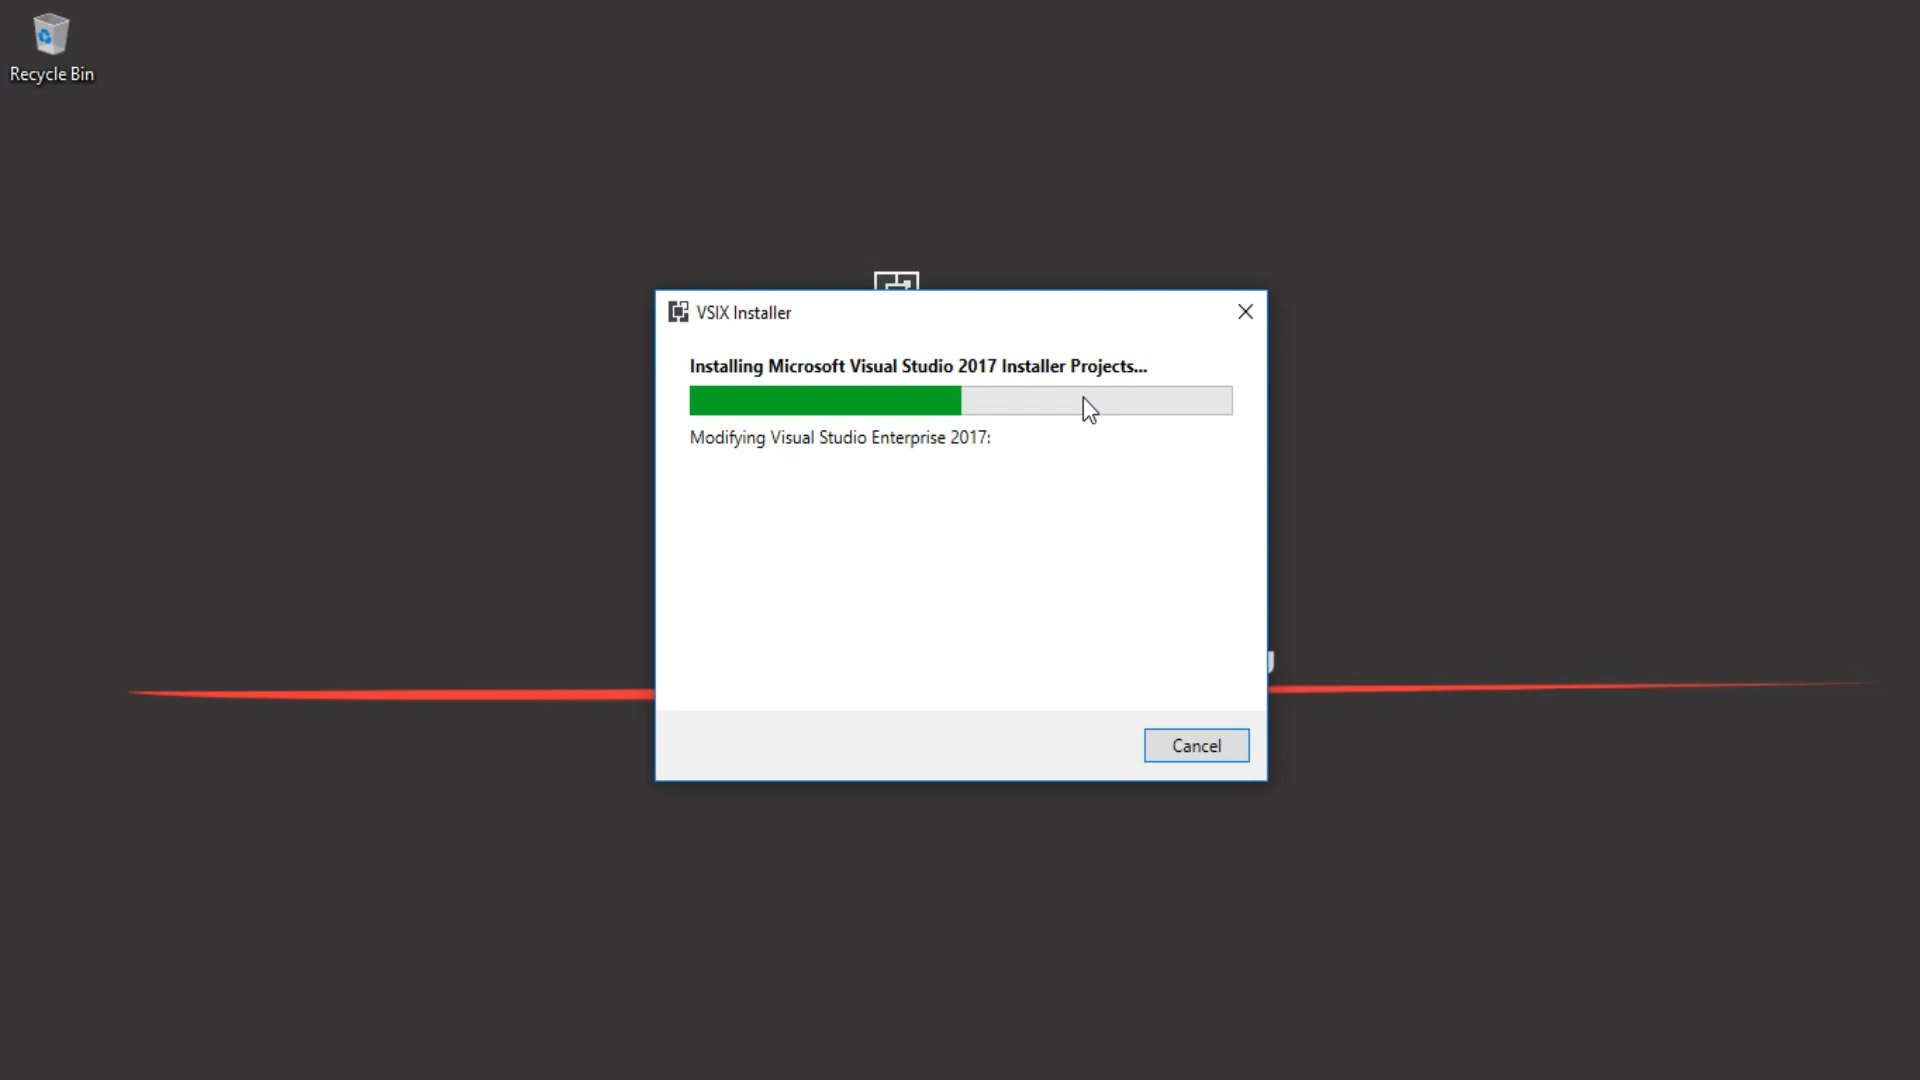 Recycle Bin
VSIX Installer
Installing Microsoft Visual Studio 2017 Installer Projects...
Modifying Visual Studio Enterprise 2017:
Cancel